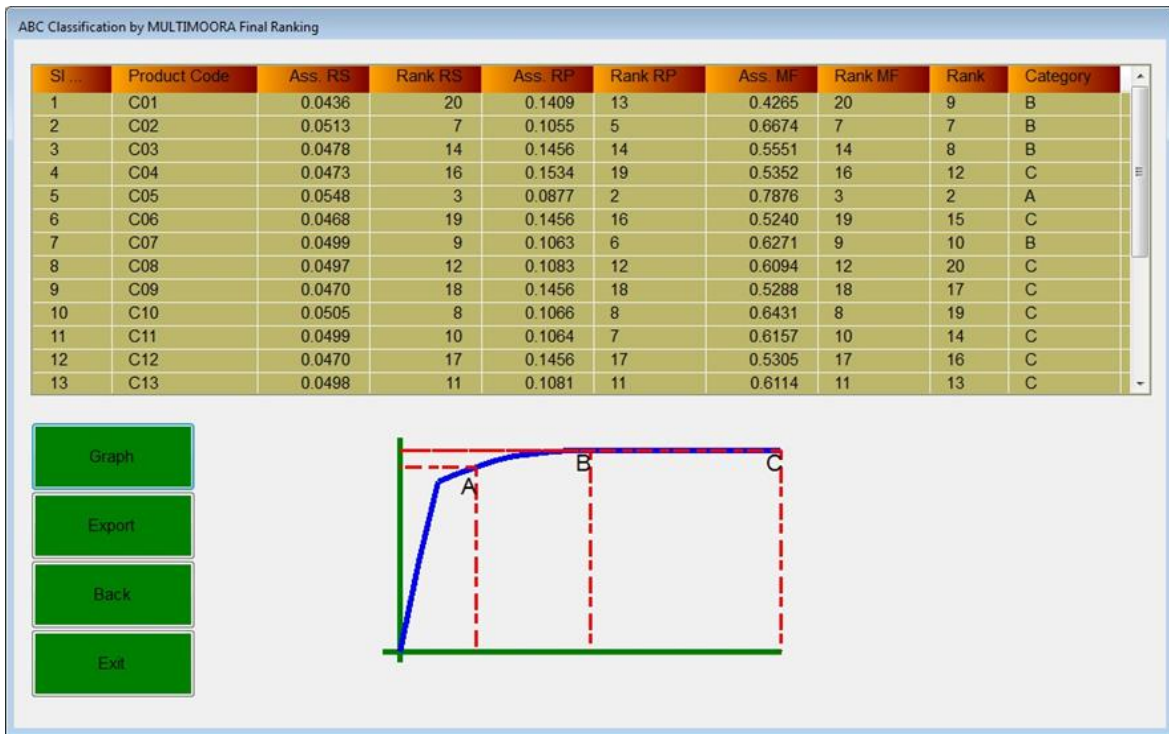 ABC Classification by MULTIMOORA Final Ranking
Sl ... Product Code Ass. RS Rank RS Ass. RP Rank RP Ass. MF Rank MF Rank Category
1 C01 0.0436 20 0.1409 13 0.4265 20 9 B
2 C02 0.0513 7 0.1055 5 0.6674 7 7 B
3 C03 0.0478 14 0.1456 14 0.5551 14 8 B
4 C04 0.0473 16 0.1534 19 0.5352 16 12 C
5 C05 0.0548 3 0.0877 2 0.7876 3 2 A
6 C06 0.0468 19 0.1456 16 0.5240 19 15 C
7 C07 0.0499 9 0.1063 6 0.6271 9 10 B
8 C08 0.0497 12 0.1083 12 0.6094 12 20 C
9 C09 0.0470 18 0.1456 18 0.5288 18 17 C
10 C10 0.0505 8 0.1066 8 0.6431 8 19 C
11 C11 0.0499 10 0.1064 7 0.6157 10 14 C
12 C12 0.0470 17 0.1456 17 0.5305 17 16 C
13 C13 0.0498 11 0.1081 11 0.6114 11 13 C
Graph
Export
Back
Exit
A B C